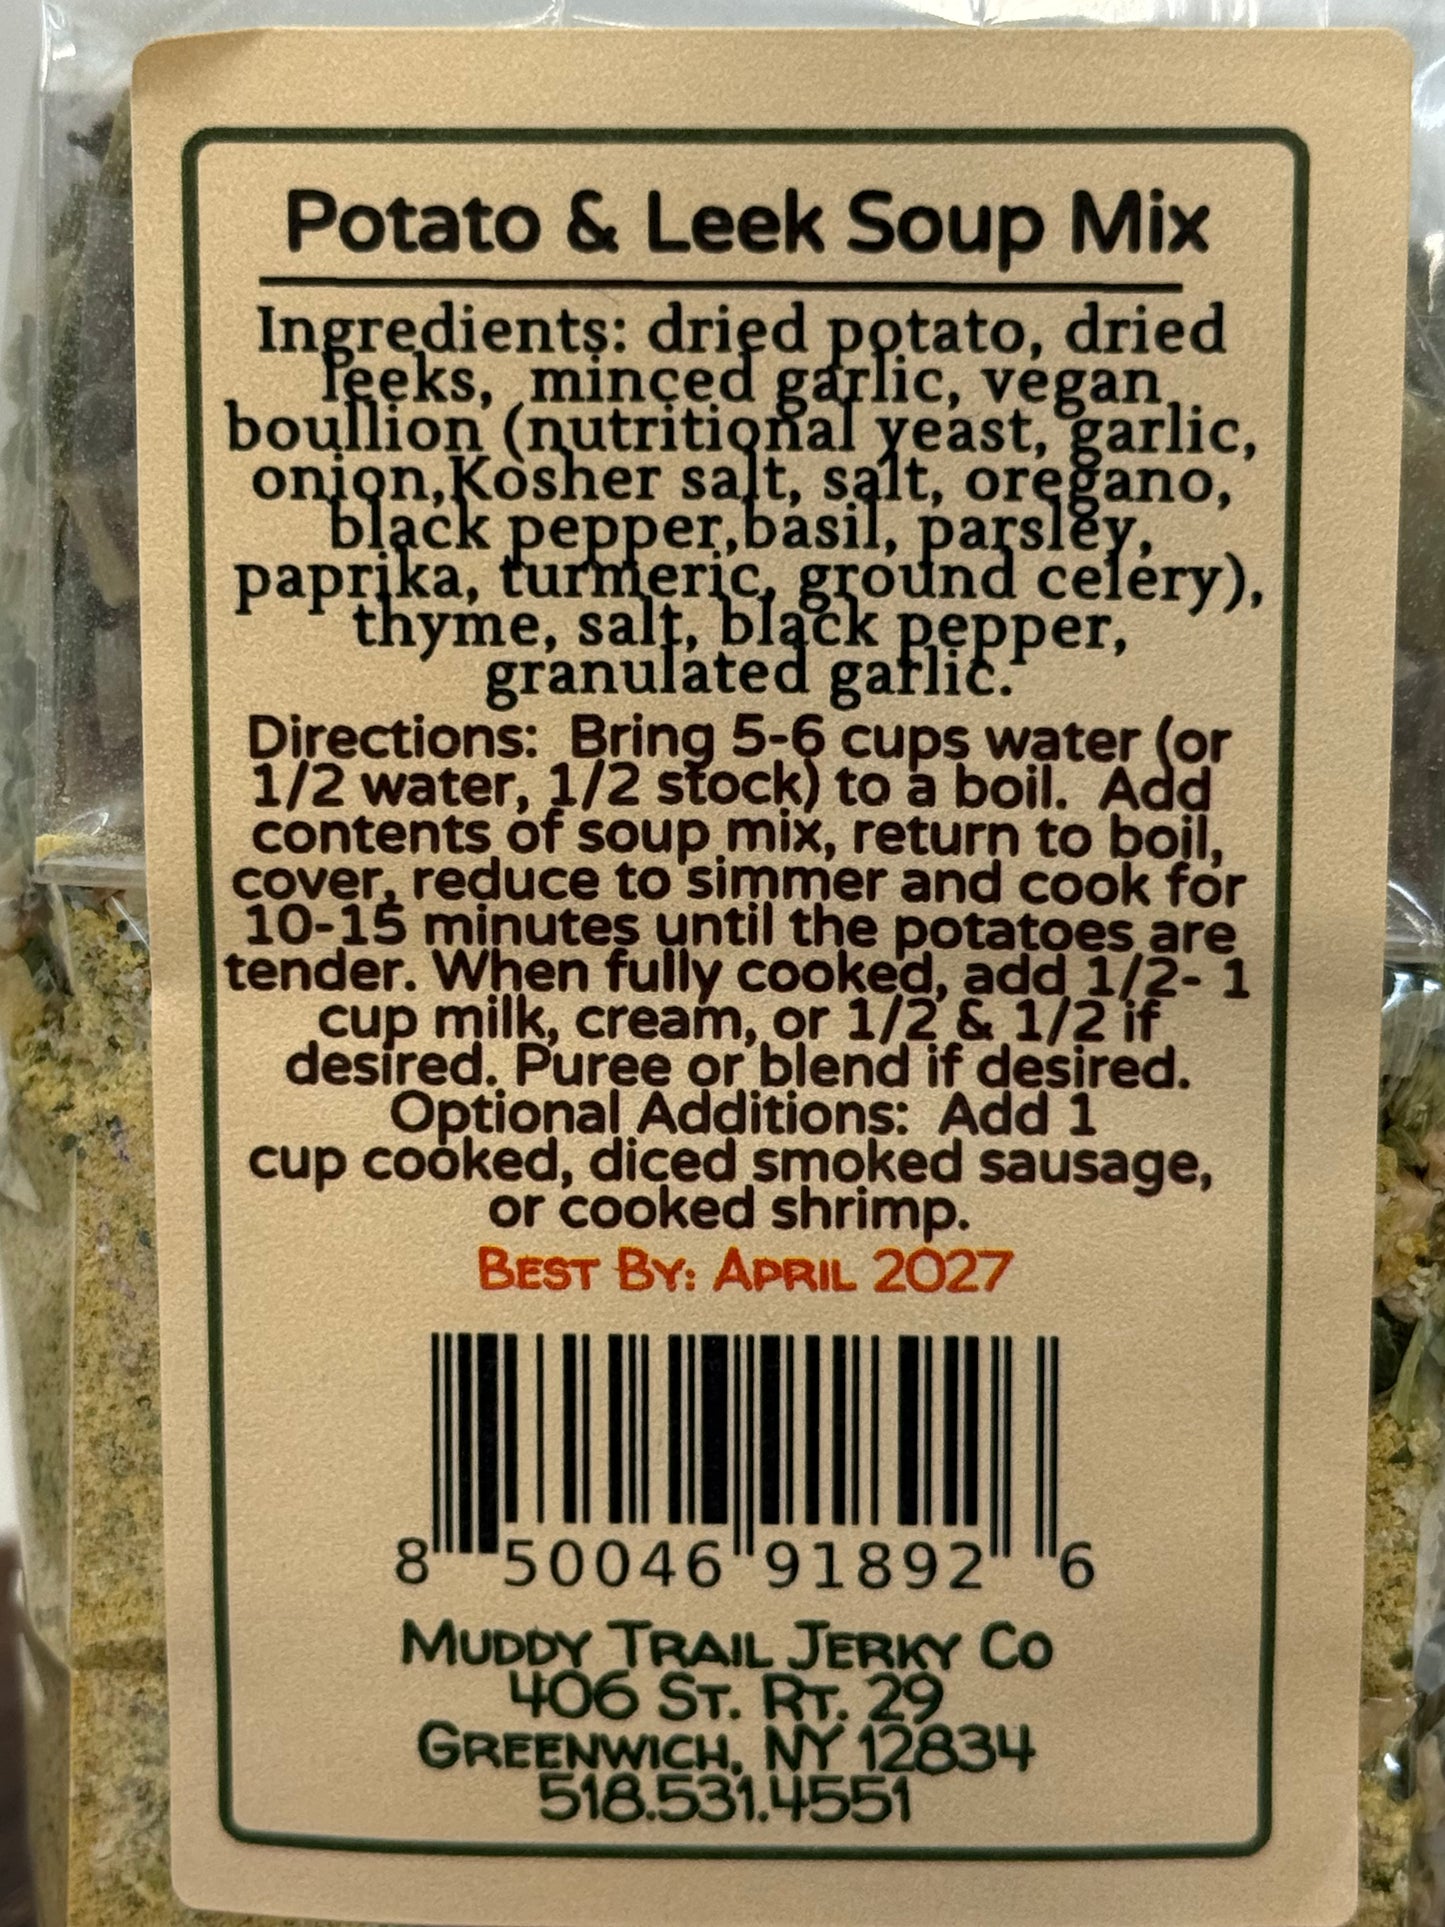 Potato & Leek Soup Mix
Ingredients: dried potato, dried
leeks, minced garlic, vegan
boullion (nutritional yeast, garlic,
onion,Kosher salt, salt, oregano,
black pepper,basil, parsley,
paprika, turmeric, ground celery),
thyme, salt, black pepper,
granulated garlic.
Directions: Bring 5-6 cups water (or
1/2 water, 1/2 stock) to a boil. Add
contents of soup mix, return to boil,
cover, reduce to simmer and cook for
10-15 minutes until the potatoes are
tender. When fully cooked, add 1/2- 1
cup milk, cream, or 1/2 & 1/2 if
desired. Puree or blend if desired.
Optional Additions: Add 1
cup cooked, diced smoked sausage,
or cooked shrimp.
BEST BY: APRIL 2027
8 50046 91892 6
MUDDY TRAIL JERKY CO
406 ST. RT. 29
GREENWICH, NY 12834
518.531.4551